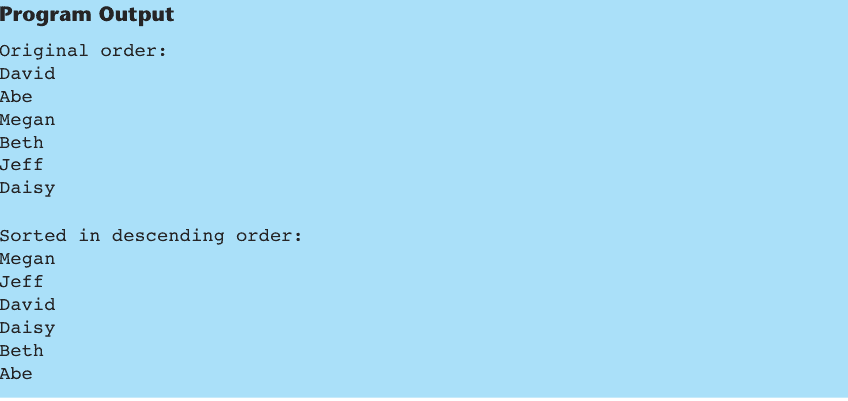 Program Output
Original order:
David
Abe
Megan
Beth
Jeff
Daisy
Sorted in descending order:
Megan
Jeff
David
Daisy
Beth
Abe